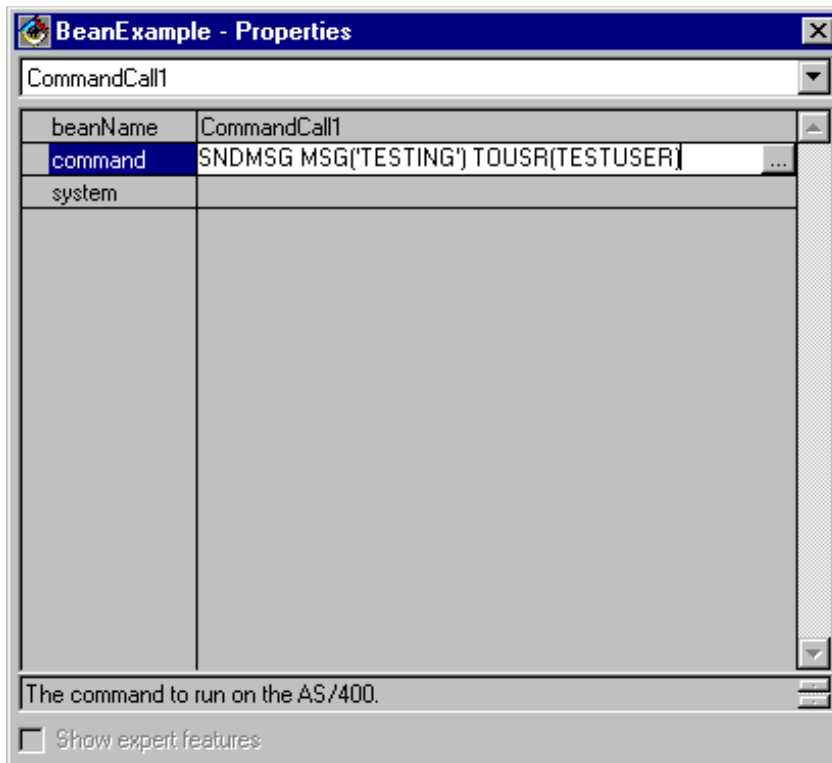 BeanExample - Properties
CommandCall1
beanName CommandCall1
command SNDMSG MSG('TESTING') TOUSR(TESTUSER) ...
system
The command to run on the AS/400.
Show expert features